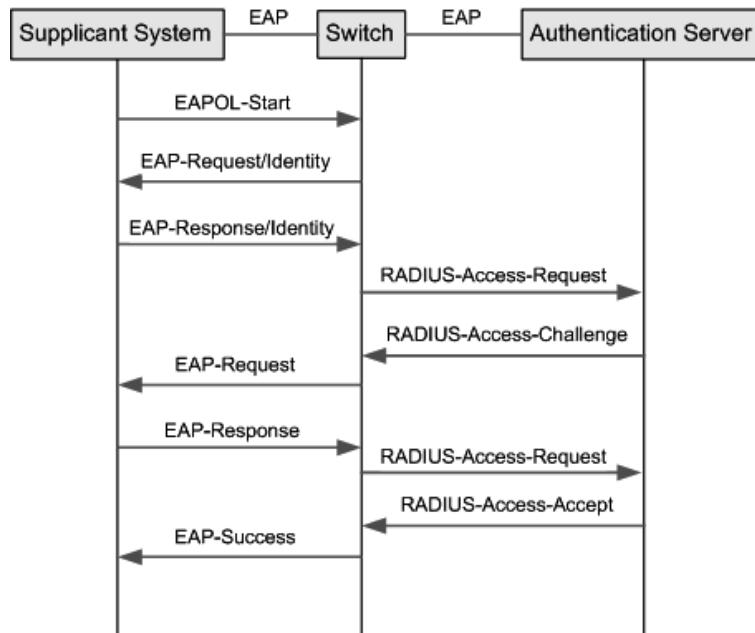 EAP
EAP
Supplicant System
Switch
Authentication Server
EAPOL-Start
EAP-Request/Identity
EAP-Response/Identity
RADIUS-Access-Request
RADIUS-Access-Challenge
EAP-Request
EAP-Response
RADIUS-Access-Request
RADIUS-Access-Accept
EAP-Success